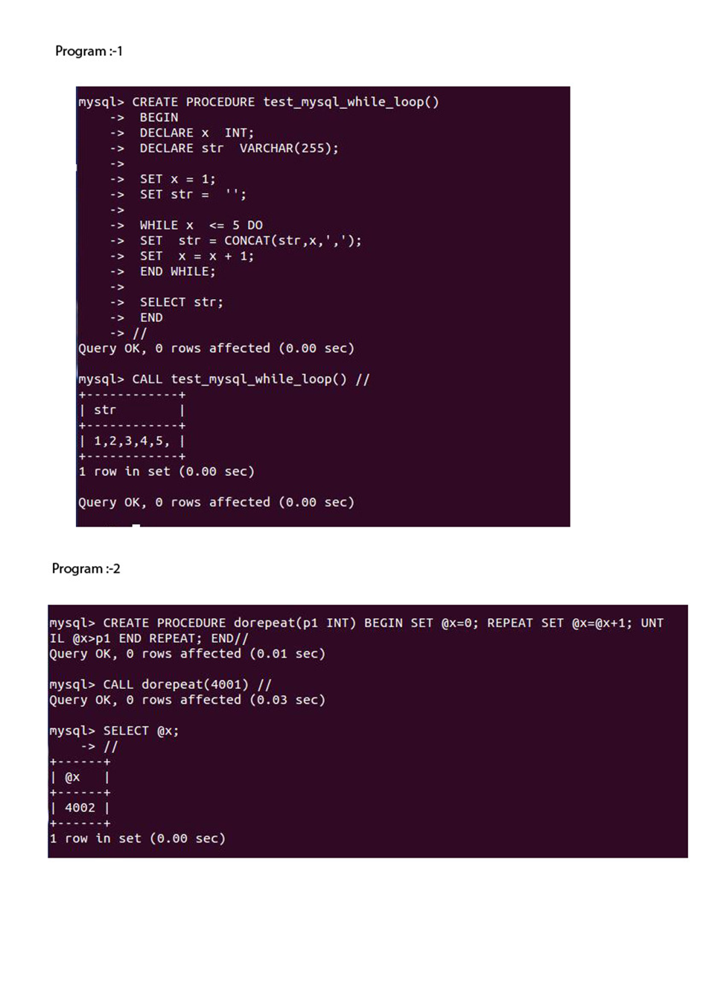 Program :-1
mysql> CREATE PROCEDURE test_mysql_while_loop()
    ->  BEGIN
    ->  DECLARE x  INT;
    ->  DECLARE str  VARCHAR(255);
    ->
    ->  SET x = 1;
    ->  SET str =  '';
    ->
    ->  WHILE x  <= 5 DO
    ->  SET  str = CONCAT(str,x,',');
    ->  SET  x = x + 1;
    ->  END WHILE;
    ->
    ->  SELECT str;
    ->  END
    -> //
Query OK, 0 rows affected (0.00 sec)
mysql> CALL test_mysql_while_loop() //
+------------+
| str        |
+------------+
| 1,2,3,4,5, |
+------------+
1 row in set (0.00 sec)
Query OK, 0 rows affected (0.00 sec)
Program :-2
mysql> CREATE PROCEDURE dorepeat(p1 INT) BEGIN SET @x=0; REPEAT SET @x=@x+1; UNT
IL @x>p1 END REPEAT; END//
Query OK, 0 rows affected (0.01 sec)
mysql> CALL dorepeat(4001) //
Query OK, 0 rows affected (0.03 sec)
mysql> SELECT @x;
    -> //
+------+
| @x   |
+------+
| 4002 |
+------+
1 row in set (0.00 sec)